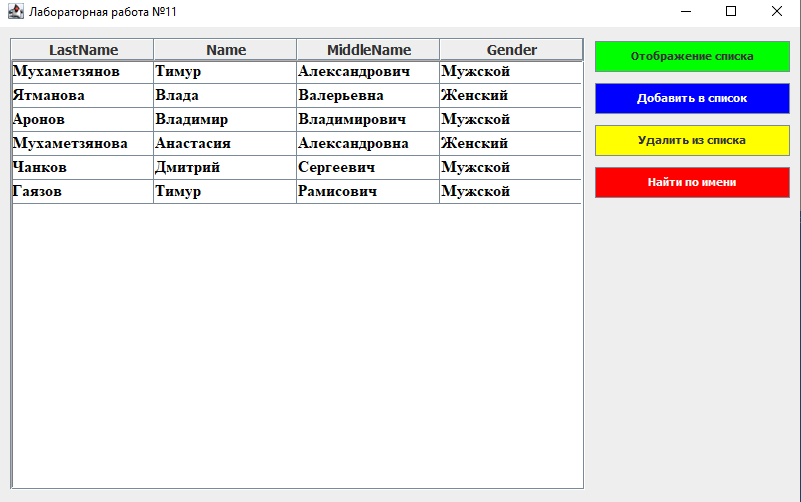 Лабораторная работа №11
LastName Name MiddleName Gender
Мухаметзянов Тимур Александрович Мужской
Ятманова Влада Валерьевна Женский
Аронов Владимир Владимирович Мужской
Мухаметзянова Анастасия Александровна Женский
Чанков Дмитрий Сергеевич Мужской
Гаязов Тимур Рамисович Мужской
Отображение списка
Добавить в список
Удалить из списка
Найти по имени